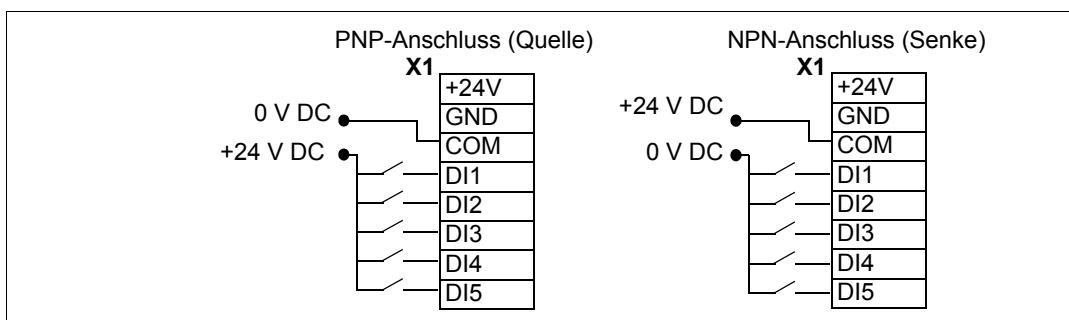 PNP-Anschluss (Quelle)
X1
+24V
GND
COM
DI1
DI2
DI3
DI4
DI5
0 V DC
+24 V DC
NPN-Anschluss (Senke)
X1
+24V
GND
COM
DI1
DI2
DI3
DI4
DI5
+24 V DC
0 V DC